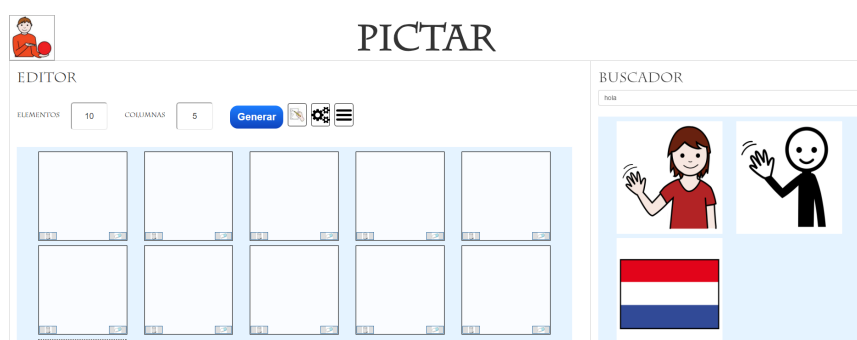 PICTAR
EDITOR
ELEMENTOS 10 COLUMNAS 5 Generar
BUSCADOR
hola